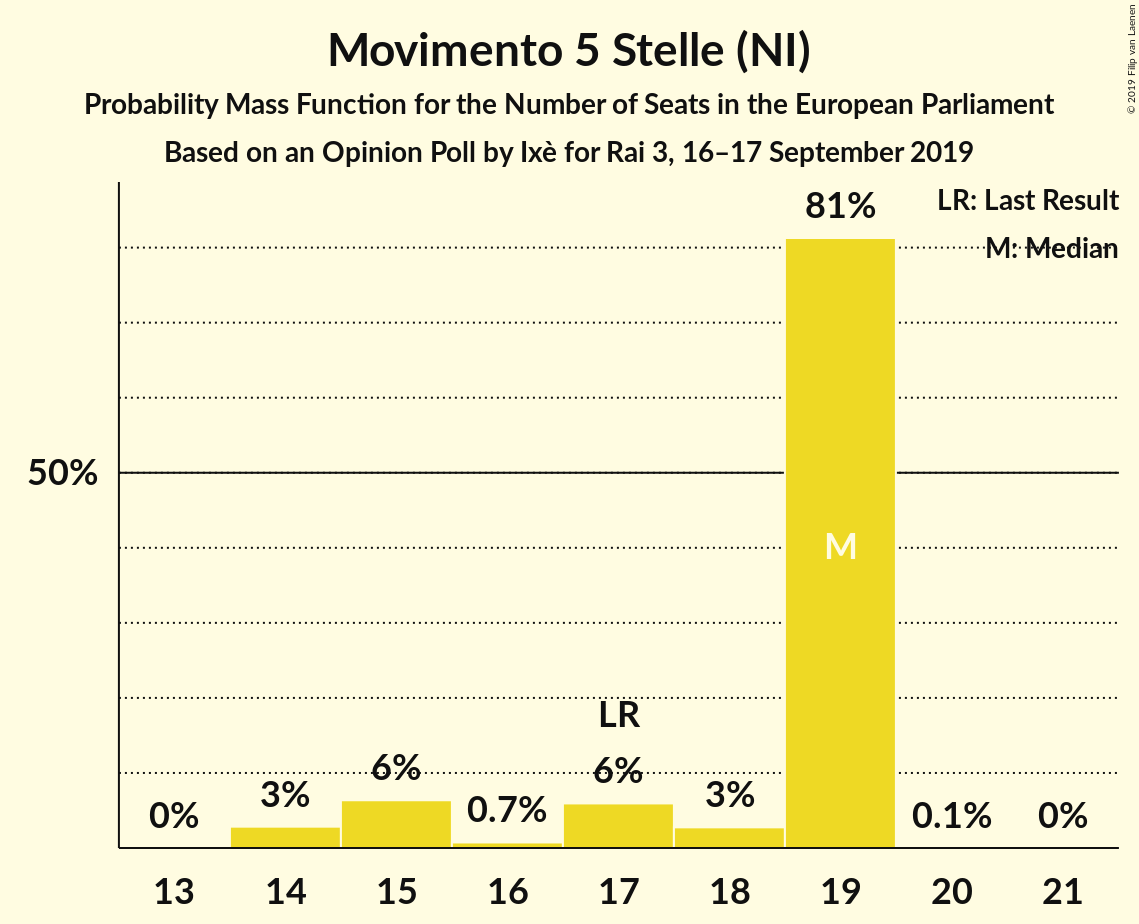 Movimento 5 Stelle (NI)
Probability Mass Function for the Number of Seats in the European Parliament
Based on an Opinion Poll by Ixè for Rai 3, 16–17 September 2019
© 2019 Filip van Laenen
LR: Last Result
M: Median
81%
50%
M
LR
0%
3%
6%
0.7%
6%
3%
0.1%
0%
13 14 15 16 17 18 19 20 21